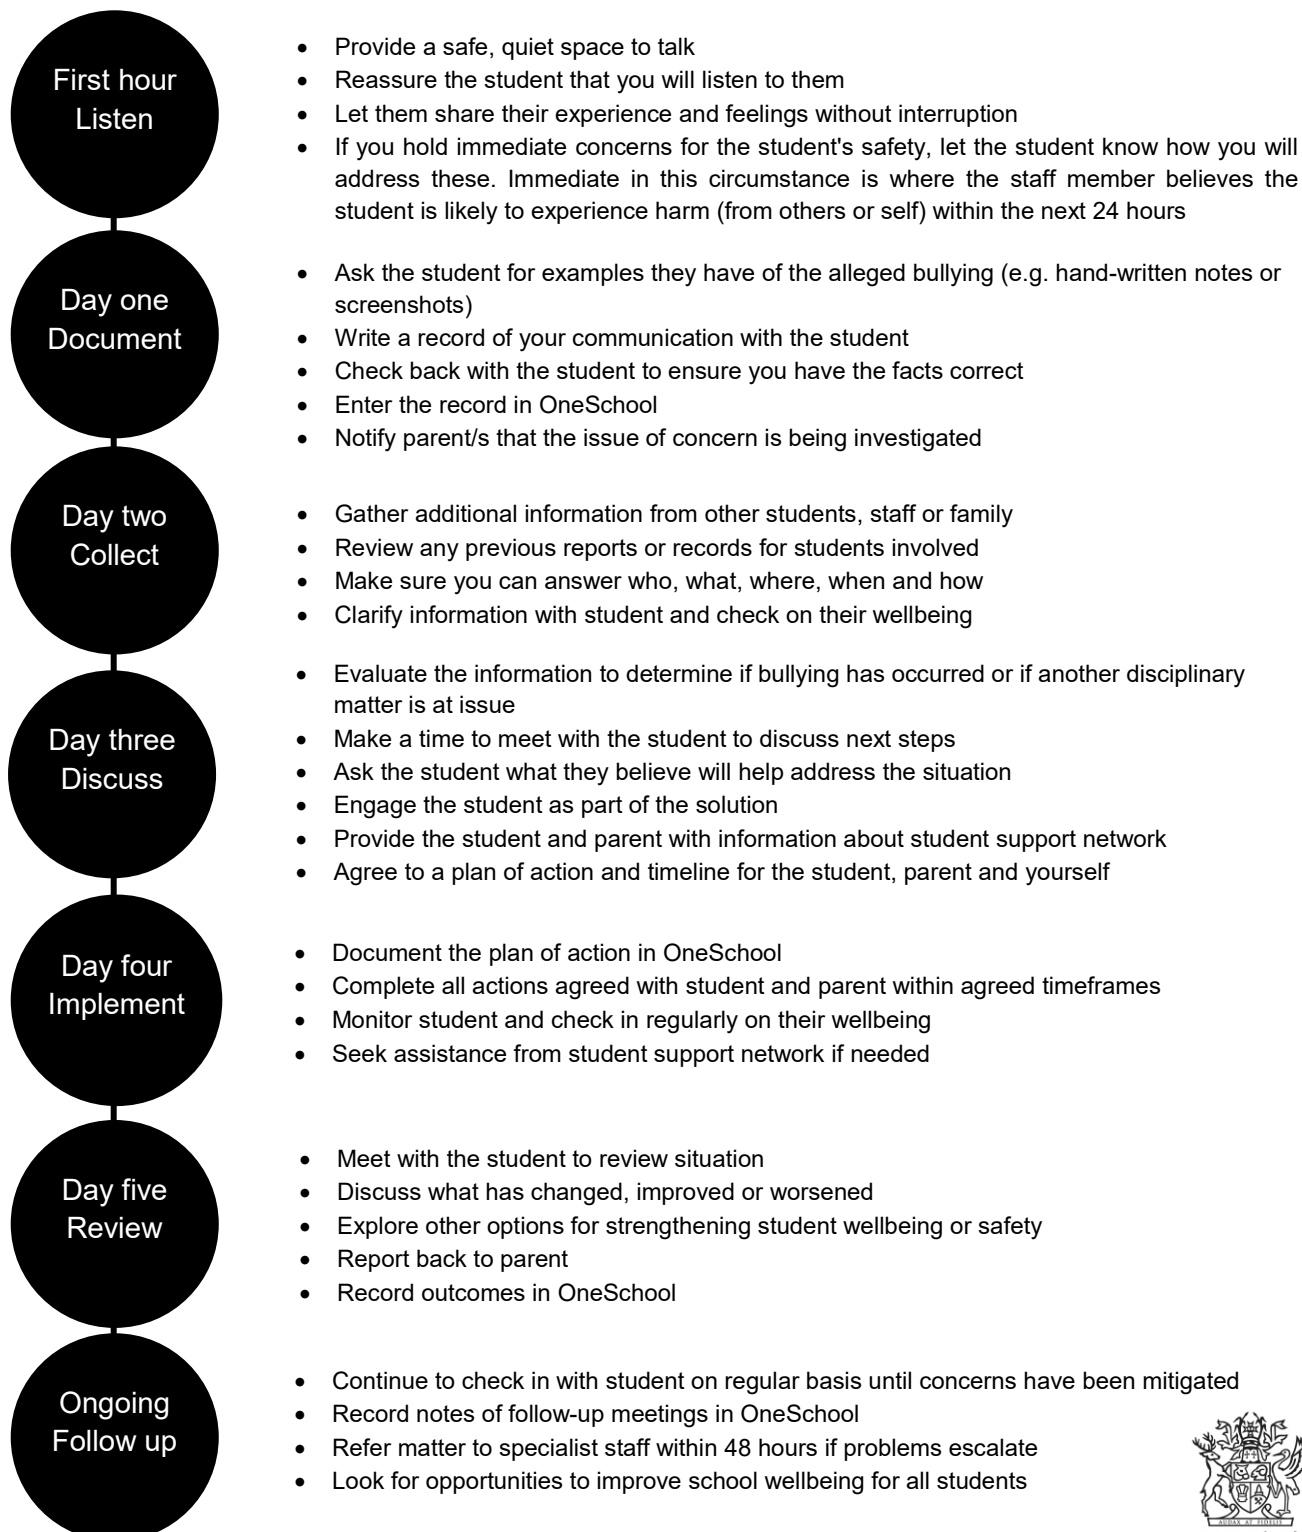 First hour
Listen
• Provide a safe, quiet space to talk
• Reassure the student that you will listen to them
• Let them share their experience and feelings without interruption
• If you hold immediate concerns for the student's safety, let the student know how you will
address these. Immediate in this circumstance is where the staff member believes the
student is likely to experience harm (from others or self) within the next 24 hours
Day one
Document
• Ask the student for examples they have of the alleged bullying (e.g. hand-written notes or
screenshots)
• Write a record of your communication with the student
• Check back with the student to ensure you have the facts correct
• Enter the record in OneSchool
• Notify parent/s that the issue of concern is being investigated
Day two
Collect
• Gather additional information from other students, staff or family
• Review any previous reports or records for students involved
• Make sure you can answer who, what, where, when and how
• Clarify information with student and check on their wellbeing
Day three
Discuss
• Evaluate the information to determine if bullying has occurred or if another disciplinary
matter is at issue
• Make a time to meet with the student to discuss next steps
• Ask the student what they believe will help address the situation
• Engage the student as part of the solution
• Provide the student and parent with information about student support network
• Agree to a plan of action and timeline for the student, parent and yourself
Day four
Implement
• Document the plan of action in OneSchool
• Complete all actions agreed with student and parent within agreed timeframes
• Monitor student and check in regularly on their wellbeing
• Seek assistance from student support network if needed
Day five
Review
• Meet with the student to review situation
• Discuss what has changed, improved or worsened
• Explore other options for strengthening student wellbeing or safety
• Report back to parent
• Record outcomes in OneSchool
Ongoing
Follow up
• Continue to check in with student on regular basis until concerns have been mitigated
• Record notes of follow-up meetings in OneSchool
• Refer matter to specialist staff within 48 hours if problems escalate
• Look for opportunities to improve school wellbeing for all students
AUDAX AT FIDELIS